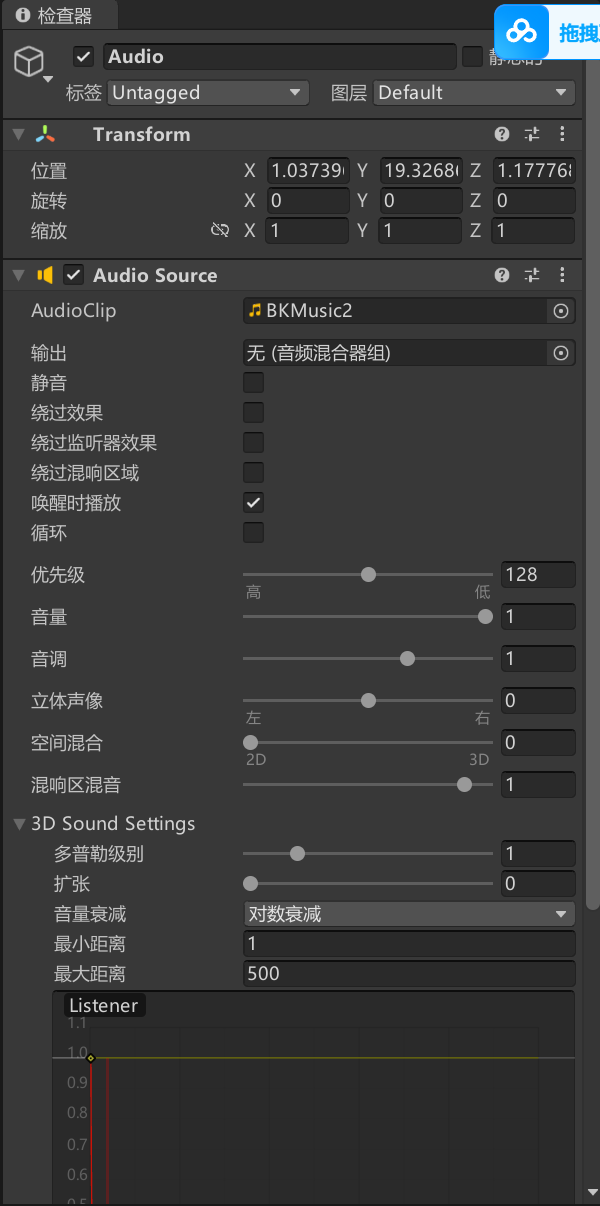 检查器
拖拽
Audio
静态的
标签 Untagged 图层 Default
Transform
位置 X 1.03739 Y 19.3268 Z 1.17776
旋转 X 0 Y 0 Z 0
缩放 X 1 Y 1 Z 1
Audio Source
AudioClip BKMusic2
输出 无 (音频混合器组)
静音
绕过效果
绕过监听器效果
绕过混响区域
唤醒时播放
循环
优先级 128
高 低
音量 1
音调 1
立体声像 0
左 右
空间混合 0
2D 3D
混响区混音 1
3D Sound Settings
多普勒级别 1
扩张 0
音量衰减 对数衰减
最小距离 1
最大距离 500
Listener
1.1
1.0
0.9
0.8
0.7
0.6
0.5